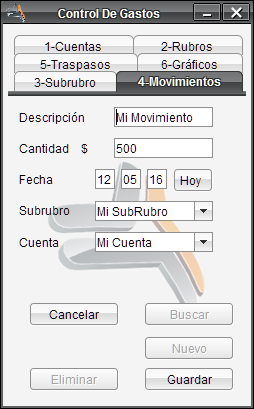 Control De Gastos
1-Cuentas 2-Rubros
5-Traspasos 6-Gráficos
3-Subrubro 4-Movimientos
Descripción Mi Movimiento
Cantidad $ 500
Fecha 12 05 16 Hoy
Subrubro Mi SubRubro
Cuenta Mi Cuenta
Cancelar Buscar
Nuevo
Eliminar Guardar